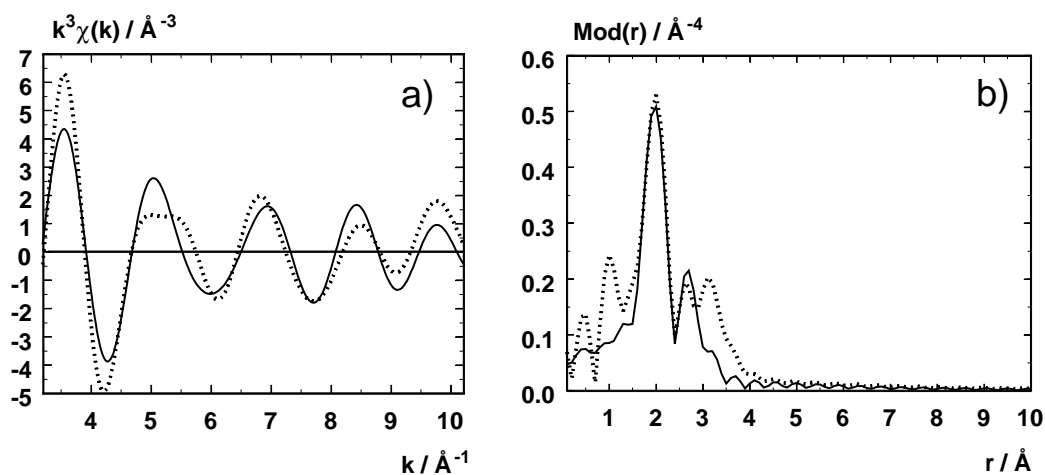 k³χ(k) / Å⁻³
a)
7
6
5
4
3
2
1
0
-1
-2
-3
-4
-5
4 5 6 7 8 9 10
k / Å⁻¹
Mod(r) / Å⁻⁴
b)
0.6
0.5
0.4
0.3
0.2
0.1
0.0
1 2 3 4 5 6 7 8 9 10
r / Å